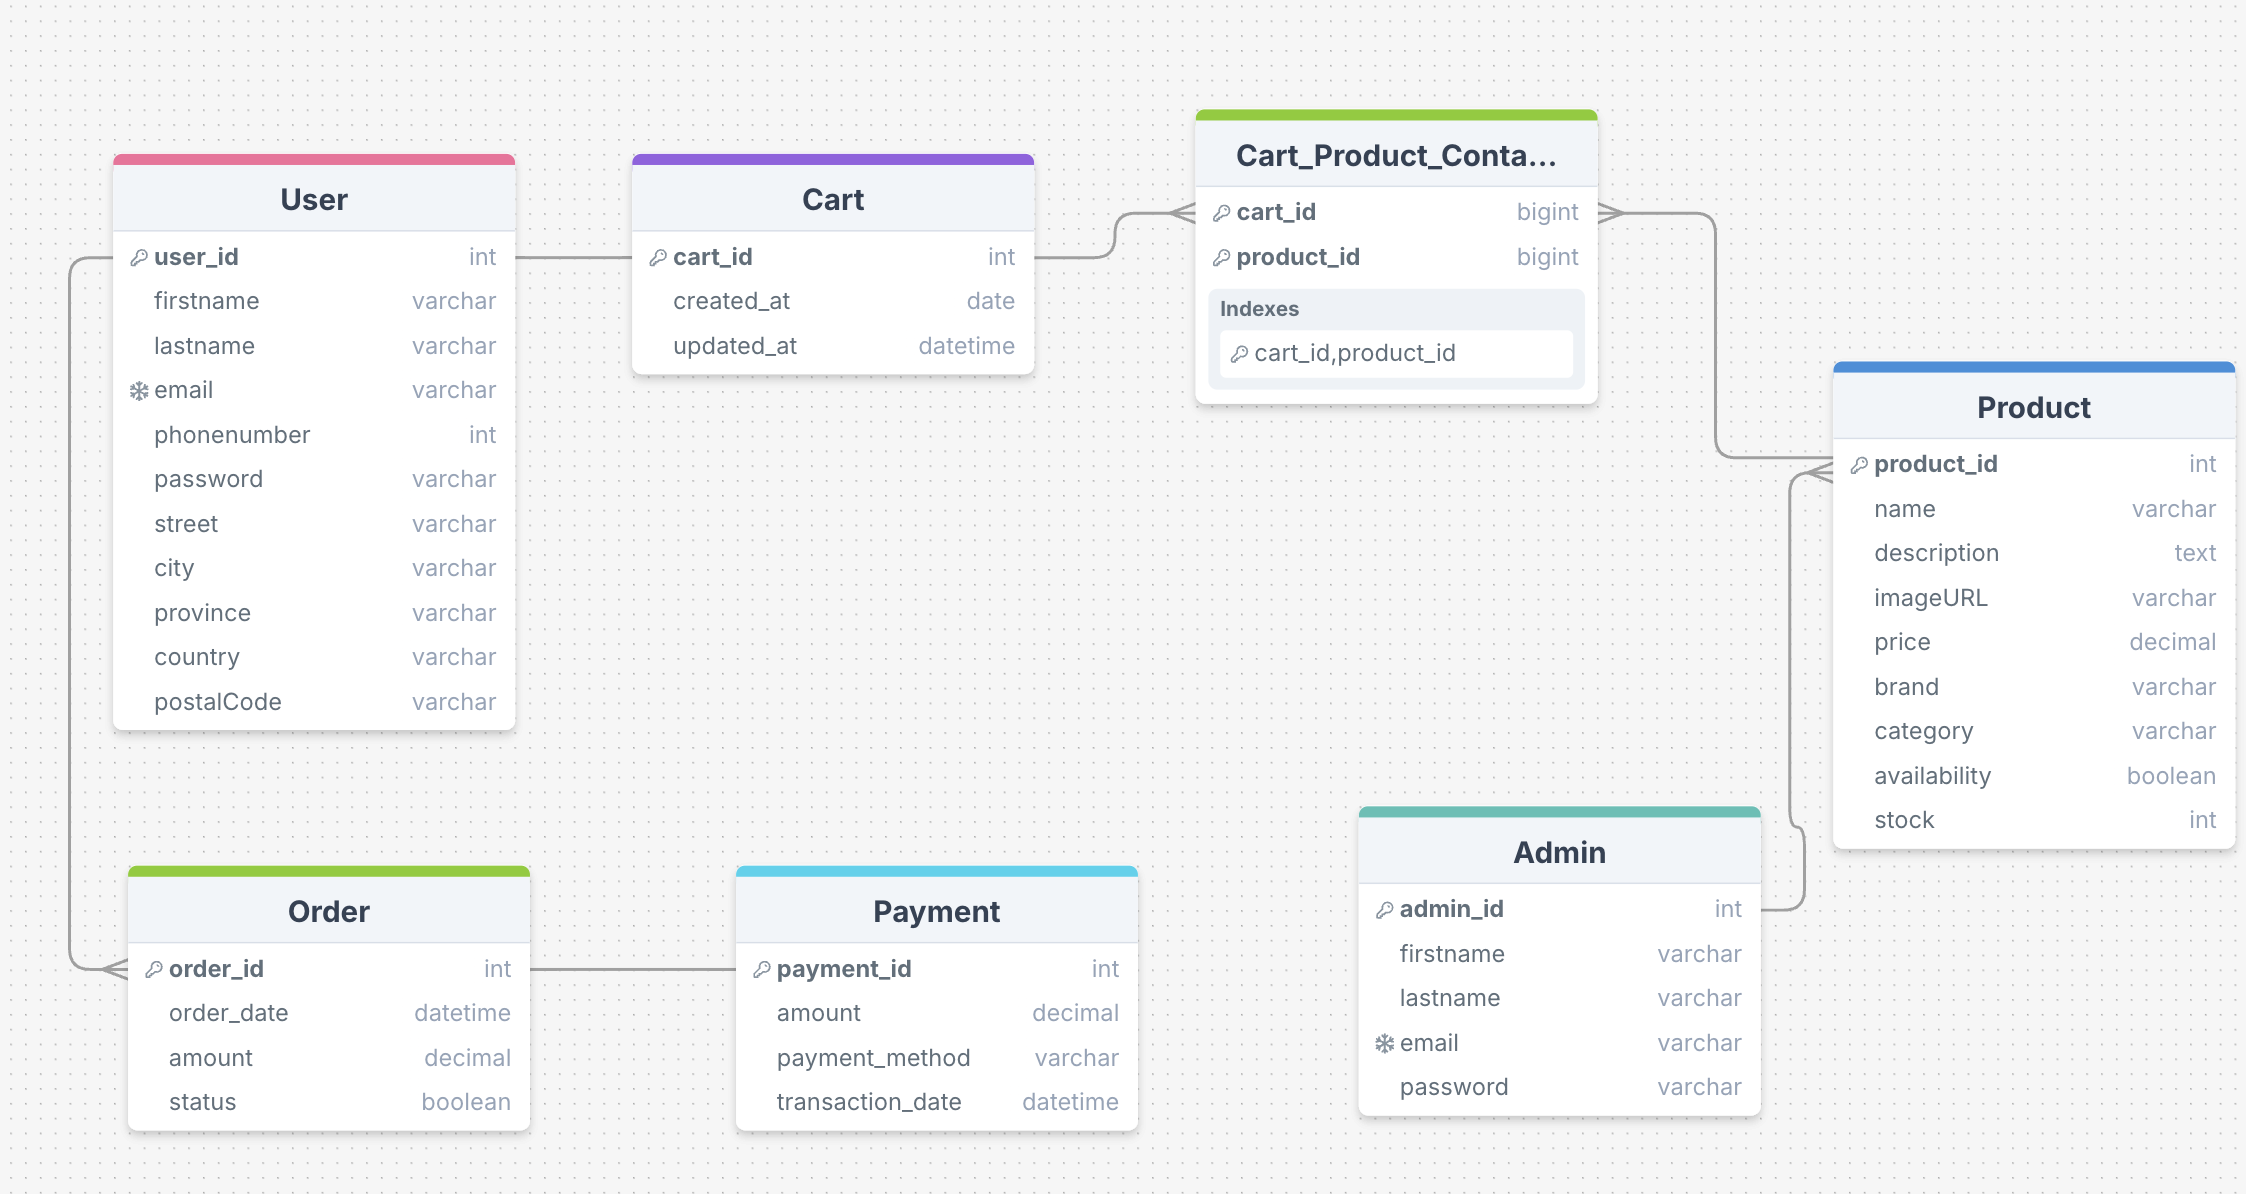 User
user_id int
firstname varchar
lastname varchar
email varchar
phonenumber int
password varchar
street varchar
city varchar
province varchar
country varchar
postalCode varchar
Cart
cart_id int
created_at date
updated_at datetime
Cart_Product_Conta...
cart_id bigint
product_id bigint
Indexes
cart_id,product_id
Product
product_id int
name varchar
description text
imageURL varchar
price decimal
brand varchar
category varchar
availability boolean
stock int
Order
order_id int
order_date datetime
amount decimal
status boolean
Payment
payment_id int
amount decimal
payment_method varchar
transaction_date datetime
Admin
admin_id int
firstname varchar
lastname varchar
email varchar
password varchar